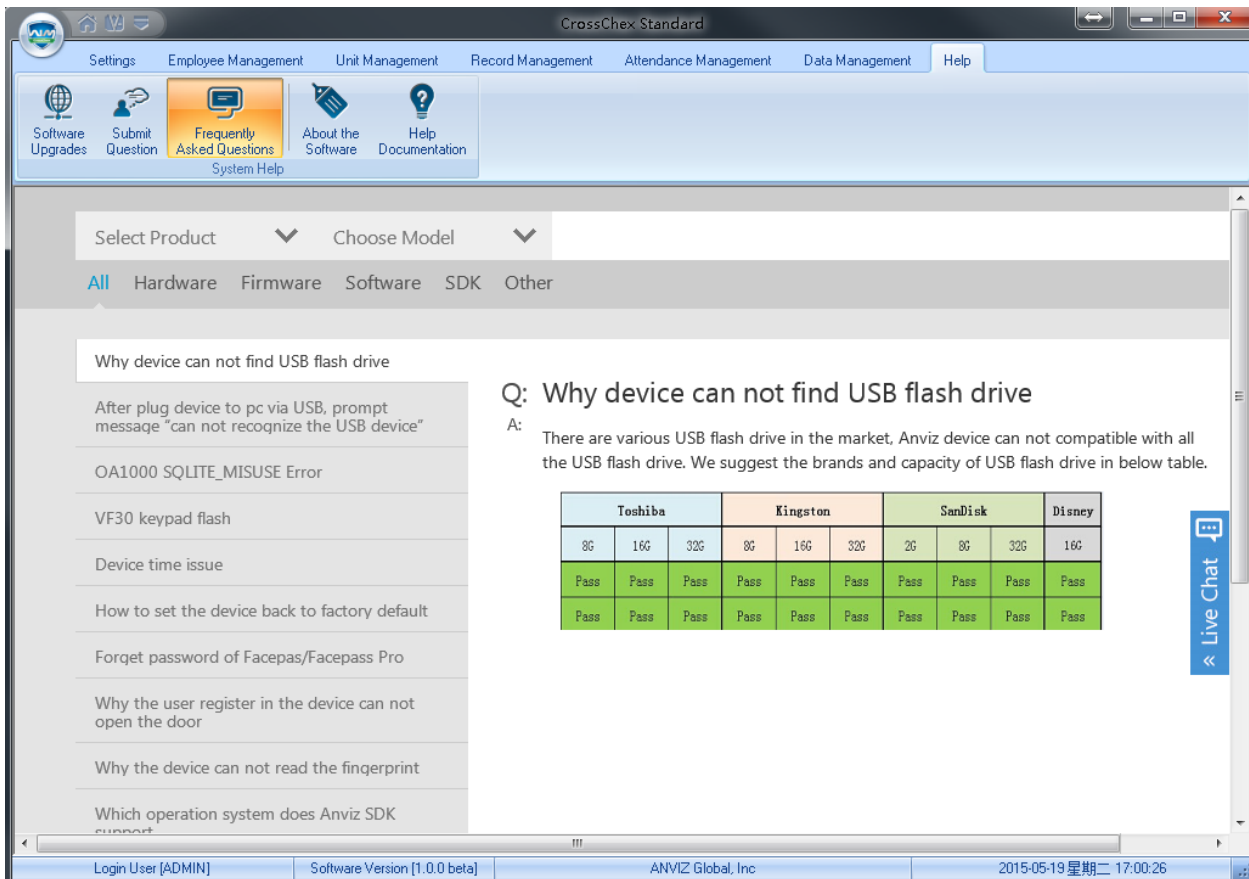 CrossChex Standard
Settings Employee Management Unit Management Record Management Attendance Management Data Management Help
Software Upgrades
Submit Question
Frequently Asked Questions
About the Software
Help Documentation
System Help
Select Product Choose Model
All Hardware Firmware Software SDK Other
Why device can not find USB flash drive
After plug device to pc via USB, prompt
message "can not recognize the USB device"
OA1000 SQLITE_MISUSE Error
VF30 keypad flash
Device time issue
How to set the device back to factory default
Forget password of Facepas/Facepass Pro
Why the user register in the device can not
open the door
Why the device can not read the fingerprint
Which operation system does Anviz SDK
support
Q: Why device can not find USB flash drive
A:
There are various USB flash drive in the market, Anviz device can not compatible with all
the USB flash drive. We suggest the brands and capacity of USB flash drive in below table.
Toshiba Kingston SanDisk Disney
8G 16G 32G 8G 16G 32G 2G 8G 32G 16G
Pass Pass Pass Pass Pass Pass Pass Pass Pass Pass
Pass Pass Pass Pass Pass Pass Pass Pass Pass Pass
« Live Chat
Login User [ADMIN] Software Version [1.0.0 beta] ANVIZ Global, Inc 2015-05-19 星期二 17:00:26